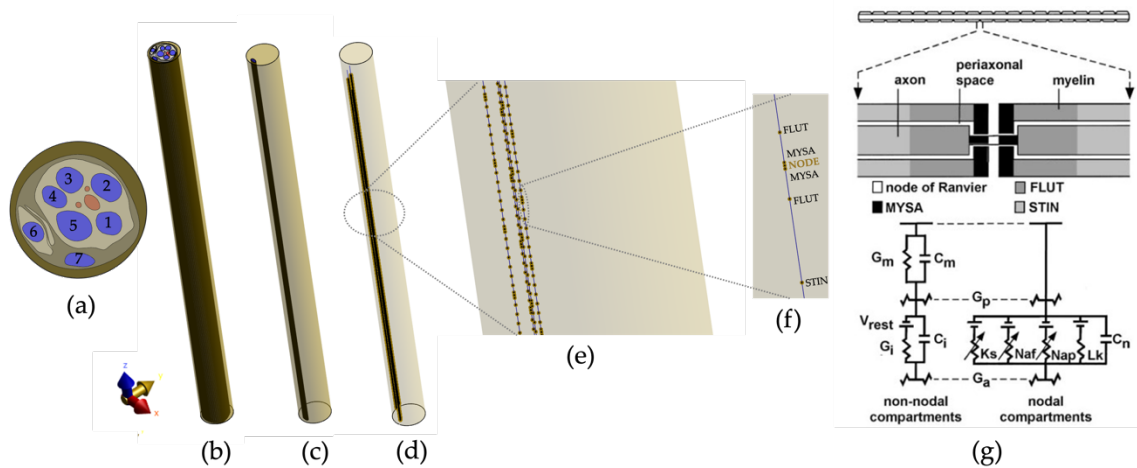 3
2
4
1
5
6
7
(a)
Z
Y
X
(b)
(c)
(d)
(e)
FLUT
MYSA
NODE
MYSA
FLUT
STIN
(f)
periaxonal
axon space myelin
node of Ranvier FLUT
MYSA STIN
Gm Cm
Gp
Vrest
Gi Ci Ks Naf Nap Lk Cn
Ga
non-nodal nodal
compartments compartments
(g)